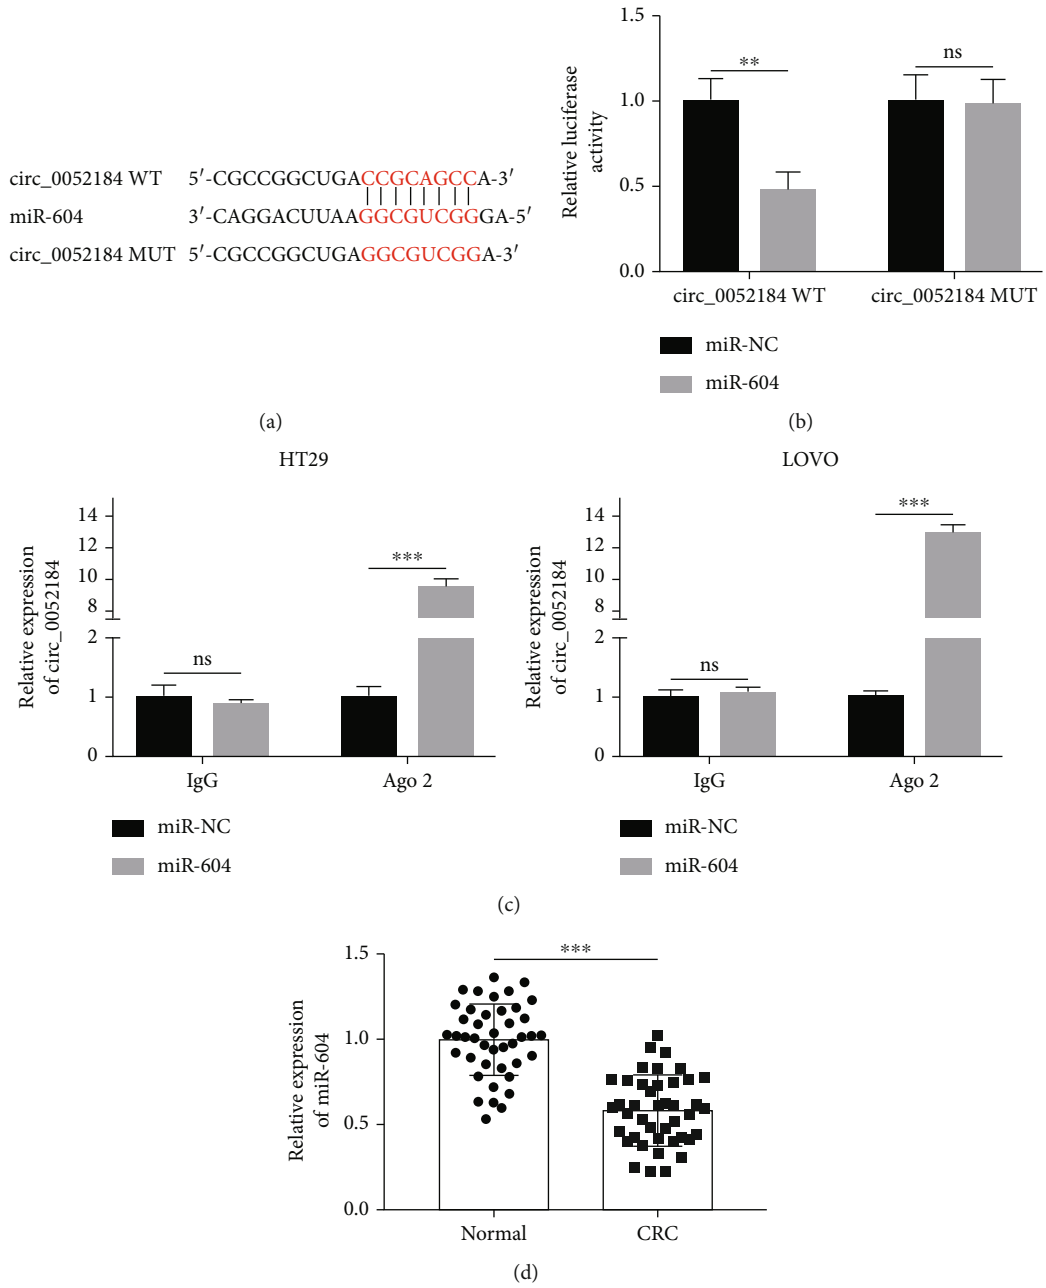 circ_0052184 WT 5′-CGCCGGCUGACCGCAGCCA-3′
miR-604 3′-CAGGACUUAAGGCGUCGGGA-5′
circ_0052184 MUT 5′-CGCCGGCUGAGGCGUCGGA-3′
(a)
Relative luciferase
activity
1.5
1.0
0.5
0.0
**
ns
circ_0052184 WT
circ_0052184 MUT
miR-NC
miR-604
(b)
HT29
Relative expression
of circ_0052184
14
12
10
8
2
1
0
ns
***
IgG
Ago 2
miR-NC
miR-604
LOVO
Relative expression
of circ_0052184
14
12
10
8
2
1
0
ns
***
IgG
Ago 2
miR-NC
miR-604
(c)
Relative expression
of miR-604
1.5
1.0
0.5
0.0
***
Normal
CRC
(d)